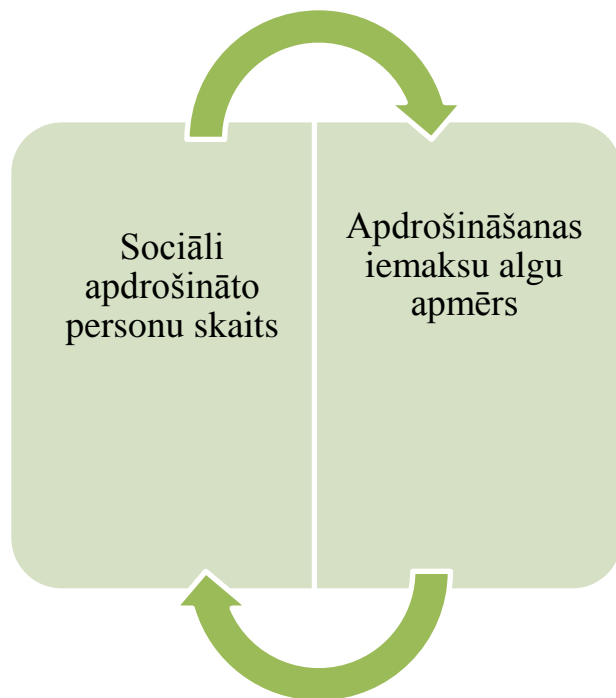 Sociāli
apdrošināto
personu skaits
Apdrošināšanas
iemaksu algu
apmērs